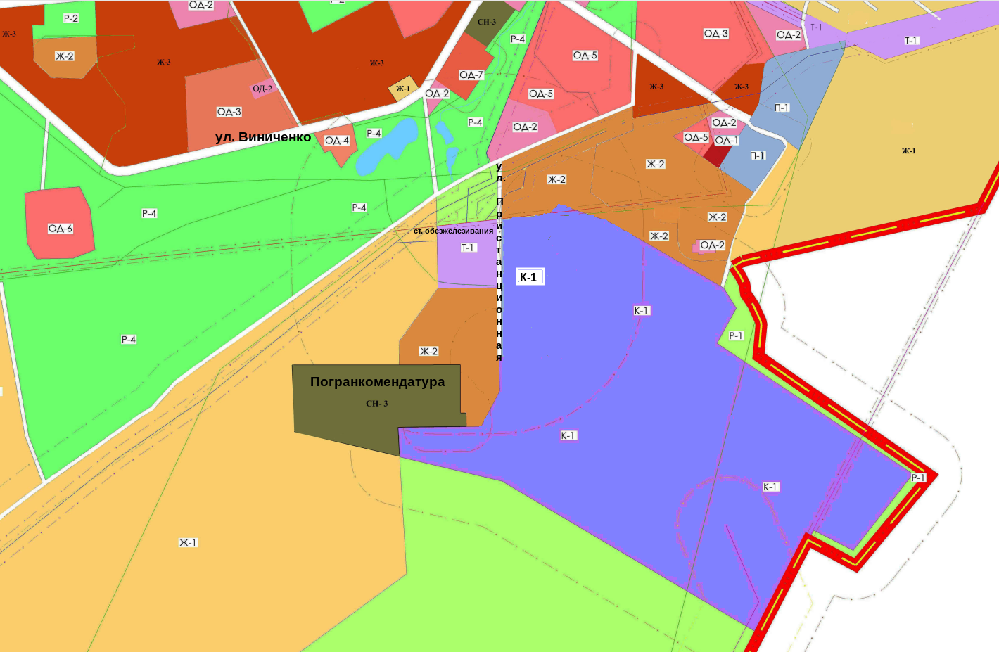 Р-2
ОД-2
Р-2
Ж-3
СН-3
Р-4
ОД-3
ОД-2
Т-1
Т-1
Ж-2
Ж-3
Ж-3
ОД-5
ОД-7
Ж-3
Ж-3
ОД-2
Ж-1
ОД-2
ОД-5
ОД-3
П-1
Р-4
ОД-2
ОД-2
ул. Виниченко
ОД-4
Р-4
ОД-5
ОД-1
П-1
Ж-1
Ж-2
Ж-2
ул. Пристанционная
Р-4
Р-4
Ж-2
ОД-6
ст. обезжелезивания
Ж-2
Т-1
ОД-2
К-1
К-1
Р-4
Р-1
Ж-2
Погранкомендатура
СН-3
К-1
Р-1
К-1
Ж-1